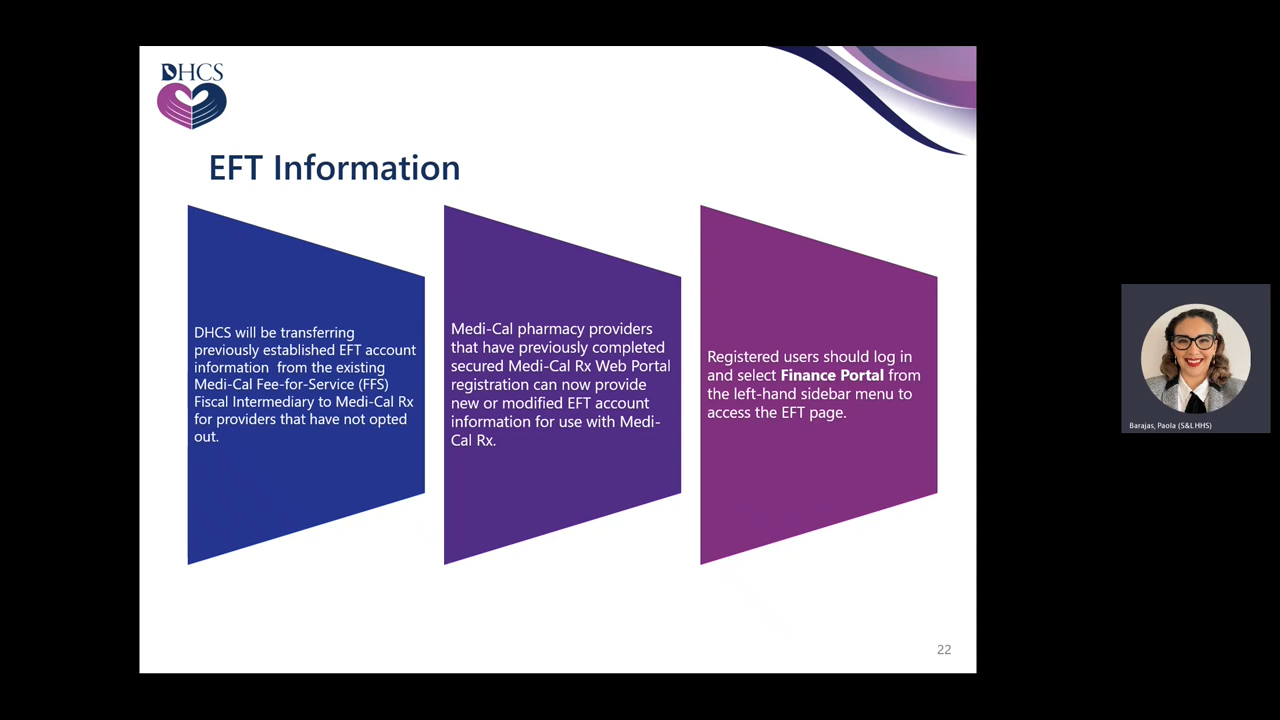 DHCS
EFT Information
DHCS will be transferring
previously established EFT account
information  from the existing
Medi-Cal Fee-for-Service (FFS)
Fiscal Intermediary to Medi-Cal Rx
for providers that have not opted
out.
Medi-Cal pharmacy providers
that have previously completed
secured Medi-Cal Rx Web Portal
registration can now provide
new or modified EFT account
information for use with Medi-
Cal Rx.
Registered users should log in
and select Finance Portal from
the left-hand sidebar menu to
access the EFT page.
Barajas, Paola (S&L HHS)
22